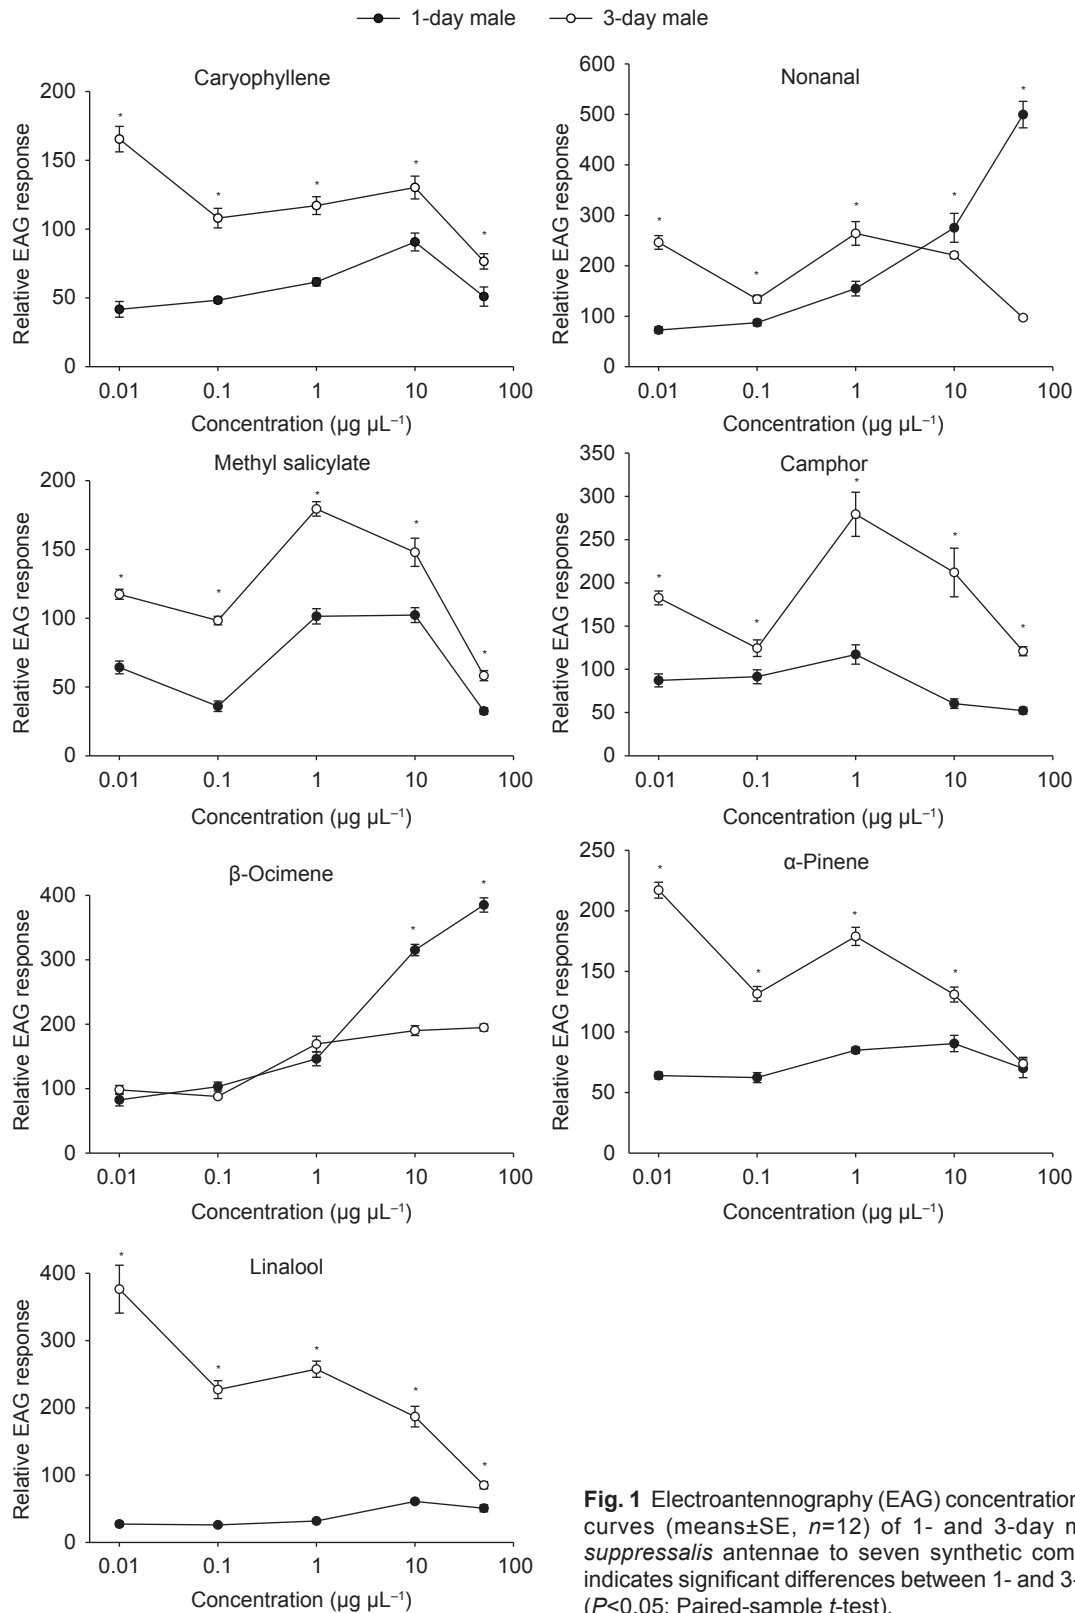 1-day male 3-day male
Caryophyllene
Relative EAG response
200
150
100
50
0
* * * * *
0.01 0.1 1 10 100
Concentration (µg µL⁻¹)
Nonanal
Relative EAG response
600
500
400
300
200
100
0
* * * * *
0.01 0.1 1 10 100
Concentration (µg µL⁻¹)
Methyl salicylate
Relative EAG response
200
150
100
50
0
* * * * *
0.01 0.1 1 10 100
Concentration (µg µL⁻¹)
Camphor
Relative EAG response
350
300
250
200
150
100
50
0
* * * * *
0.01 0.1 1 10 100
Concentration (µg µL⁻¹)
β-Ocimene
Relative EAG response
400
300
200
100
0
* *
0.01 0.1 1 10 100
Concentration (µg µL⁻¹)
α-Pinene
Relative EAG response
250
200
150
100
50
0
* * * *
0.01 0.1 1 10 100
Concentration (µg µL⁻¹)
Linalool
Relative EAG response
400
300
200
100
0
* * * * *
0.01 0.1 1 10 100
Concentration (µg µL⁻¹)
Fig. 1 Electroantennography (EAG) concentration
curves (means±SE, n=12) of 1- and 3-day m
suppressalis antennae to seven synthetic com
indicates significant differences between 1- and 3-
(P<0.05; Paired-sample t-test).